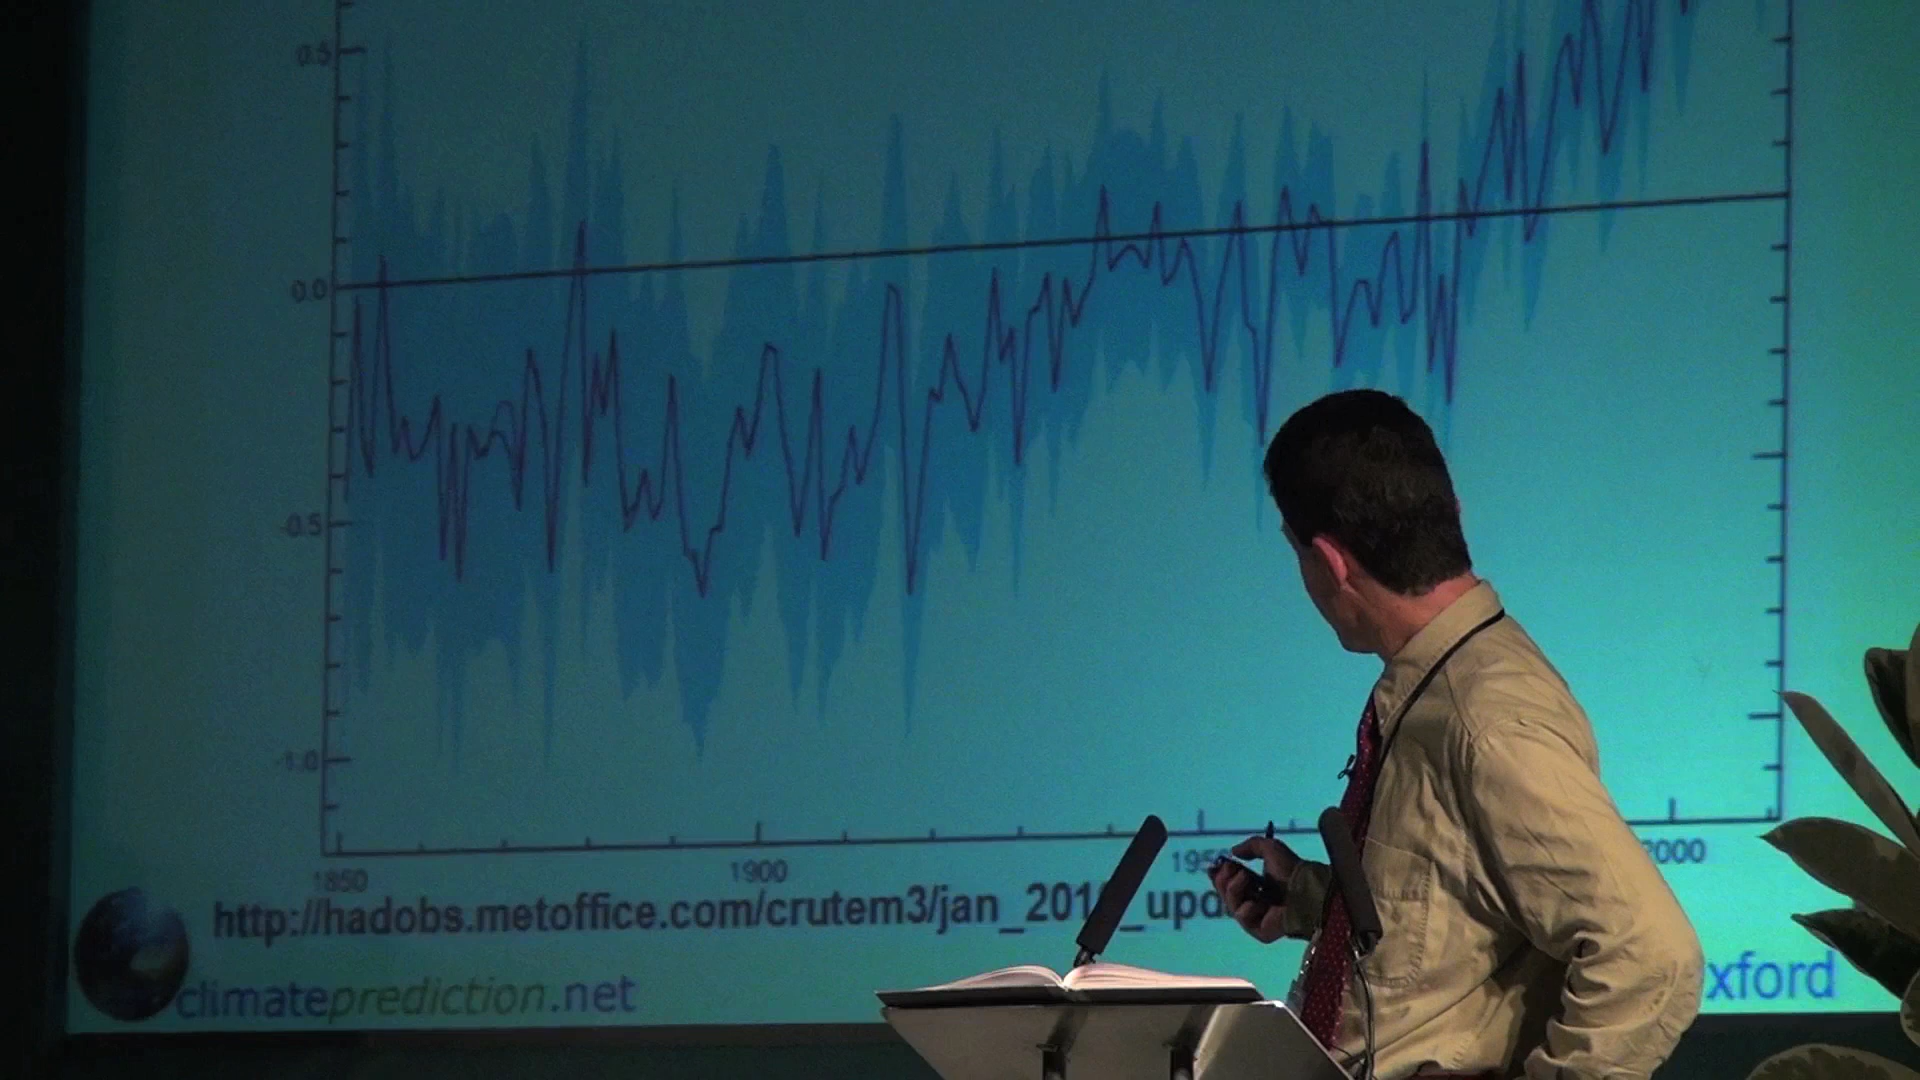 0.5
0.0
-0.5
-1.0
1850 1900 1950 2000
http://hadobs.metoffice.com/crutem3/jan_201
climateprediction.net
xford